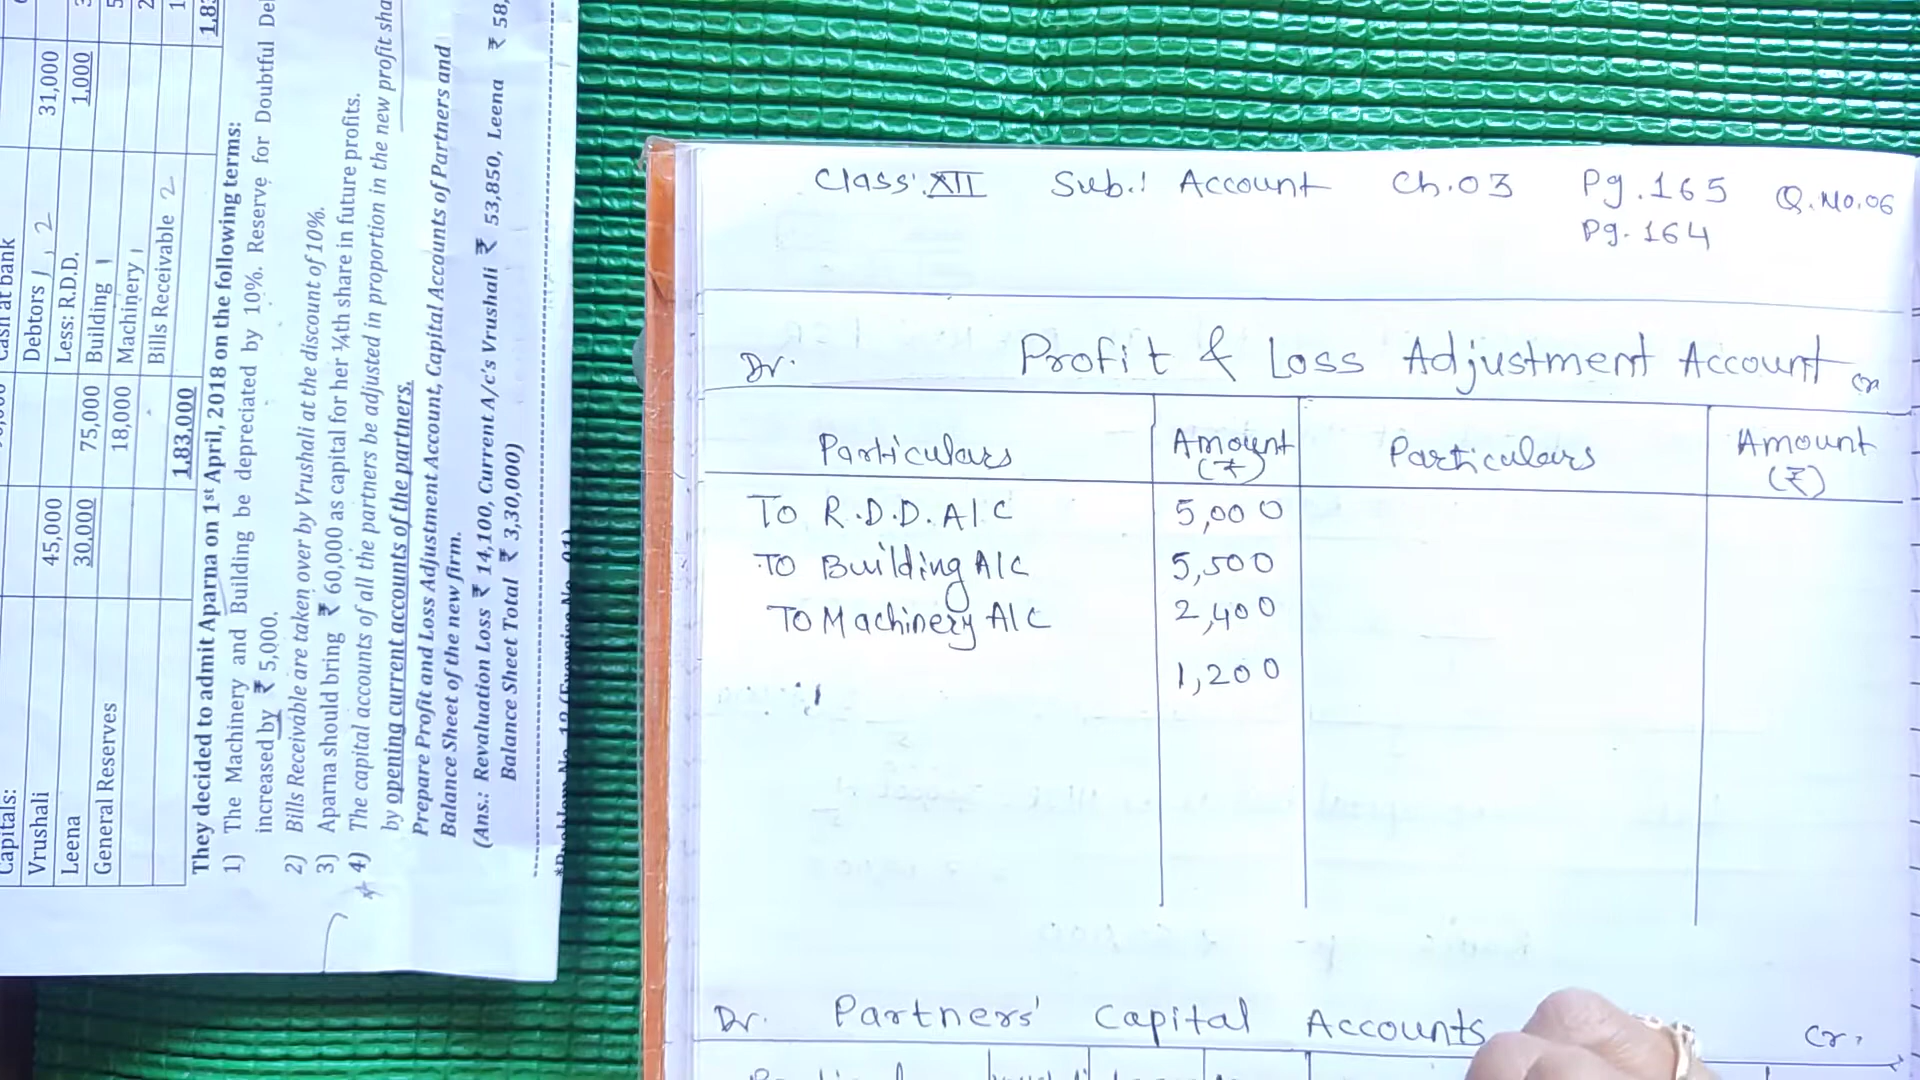 Class: XII Sub.: Account Ch.03 Pg.165 Q.No.06
Pg. 164
Dr. Profit & Loss Adjustment Account Cr
Particulars Amount (₹) Particulars Amount (₹)
To R.D.D. A/C 5,000
To Building A/C 5,500
To Machinery A/C 2,400
1,200
Dr. Partners' Capital Accounts Cr.
Capitals: Cash at bank
Vrushali 45,000 Debtors 31,000
Leena 30,000 75,000 Less: R.D.D. 1,000
General Reserves 18,000 Building
Machinery
Bills Receivable
1,83,000
They decided to admit Aparna on 1st April, 2018 on the following terms:
1) The Machinery and Building be depreciated by 10%. Reserve for Doubtful
increased by ₹ 5,000.
2) Bills Receivable are taken over by Vrushali at the discount of 10%.
3) Aparna should bring ₹ 60,000 as capital for her ¼th share in future profits.
4) The capital accounts of all the partners be adjusted in proportion in the new profit
by opening current accounts of the partners.
Prepare Profit and Loss Adjustment Account, Capital Accounts of Partners and
Balance Sheet of the new firm.
(Ans.: Revaluation Loss ₹ 14,100, Current A/c's Vrushali ₹ 53,850, Leena ₹
Balance Sheet Total ₹ 3,30,000)